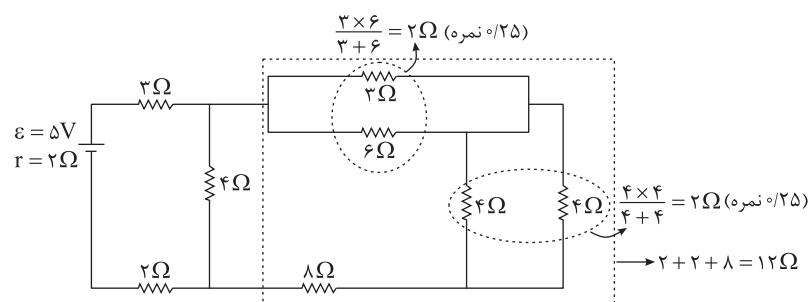 ۳×۶ / ۳+۶ = ۲Ω (۰/۲۵ نمره)
۳Ω
۳Ω
۶Ω
ε = ۵V
r = ۲Ω
۴Ω
۴Ω
۴Ω
۴×۴ / ۴+۴ = ۲Ω (۰/۲۵ نمره)
۲Ω
۸Ω
۲+۲+۸ = ۱۲Ω